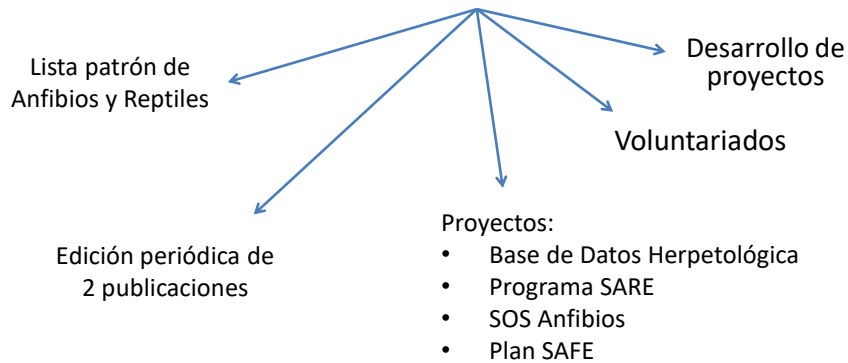 Lista patrón de
Anfibios y Reptiles
Desarrollo de
proyectos
Voluntariados
Edición periódica de
2 publicaciones
Proyectos:
• Base de Datos Herpetológica
• Programa SARE
• SOS Anfibios
• Plan SAFE